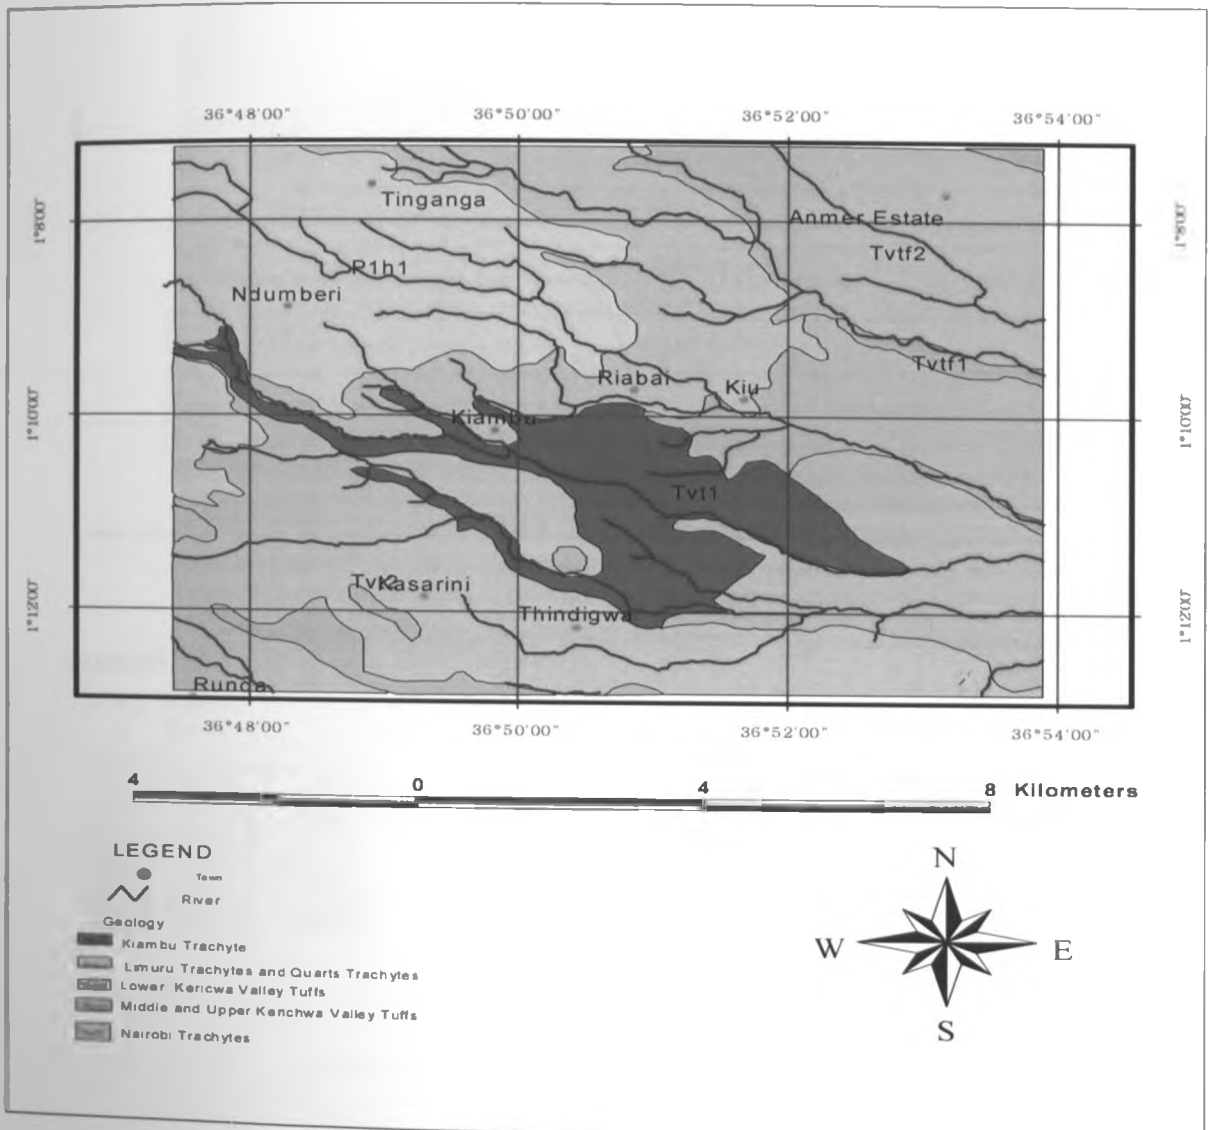 36°48'00" 36°50'00" 36°52'00" 36°54'00"
Tinganga
1°8'00" Anmer Estate 1°8'00"
Tvtf2
P1h1
Ndumberi
Tvtf1
Riabai
Kiu
1°10'00" Kiambu 1°10'00"
Tvt1
Tvt2 Kasarini
1°12'00" Thindigwa 1°12'00"
Runda
36°48'00" 36°50'00" 36°52'00" 36°54'00"
4 0 4 8 Kilometers
LEGEND
Town
River
Geology
Kiambu Trachyte
Limuru Trachytes and Quarts Trachytes
Lower Kericwa Valley Tuffs
Middle and Upper Kerichwa Valley Tuffs
Nairobi Trachytes
N
W E
S